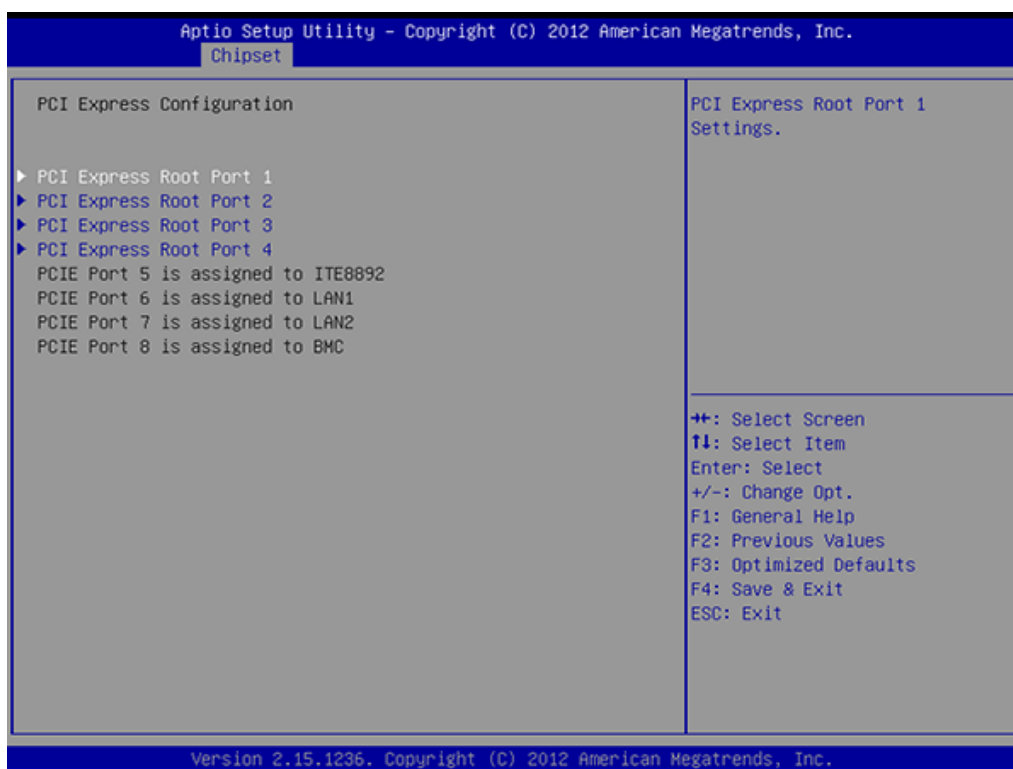 Aptio Setup Utility – Copyright (C) 2012 American Megatrends, Inc.
Chipset
PCI Express Configuration
PCI Express Root Port 1
PCI Express Root Port 2
PCI Express Root Port 3
PCI Express Root Port 4
PCIE Port 5 is assigned to ITE8892
PCIE Port 6 is assigned to LAN1
PCIE Port 7 is assigned to LAN2
PCIE Port 8 is assigned to BMC
PCI Express Root Port 1
Settings.
→←: Select Screen
↑↓: Select Item
Enter: Select
+/-: Change Opt.
F1: General Help
F2: Previous Values
F3: Optimized Defaults
F4: Save & Exit
ESC: Exit
Version 2.15.1236. Copyright (C) 2012 American Megatrends, Inc.